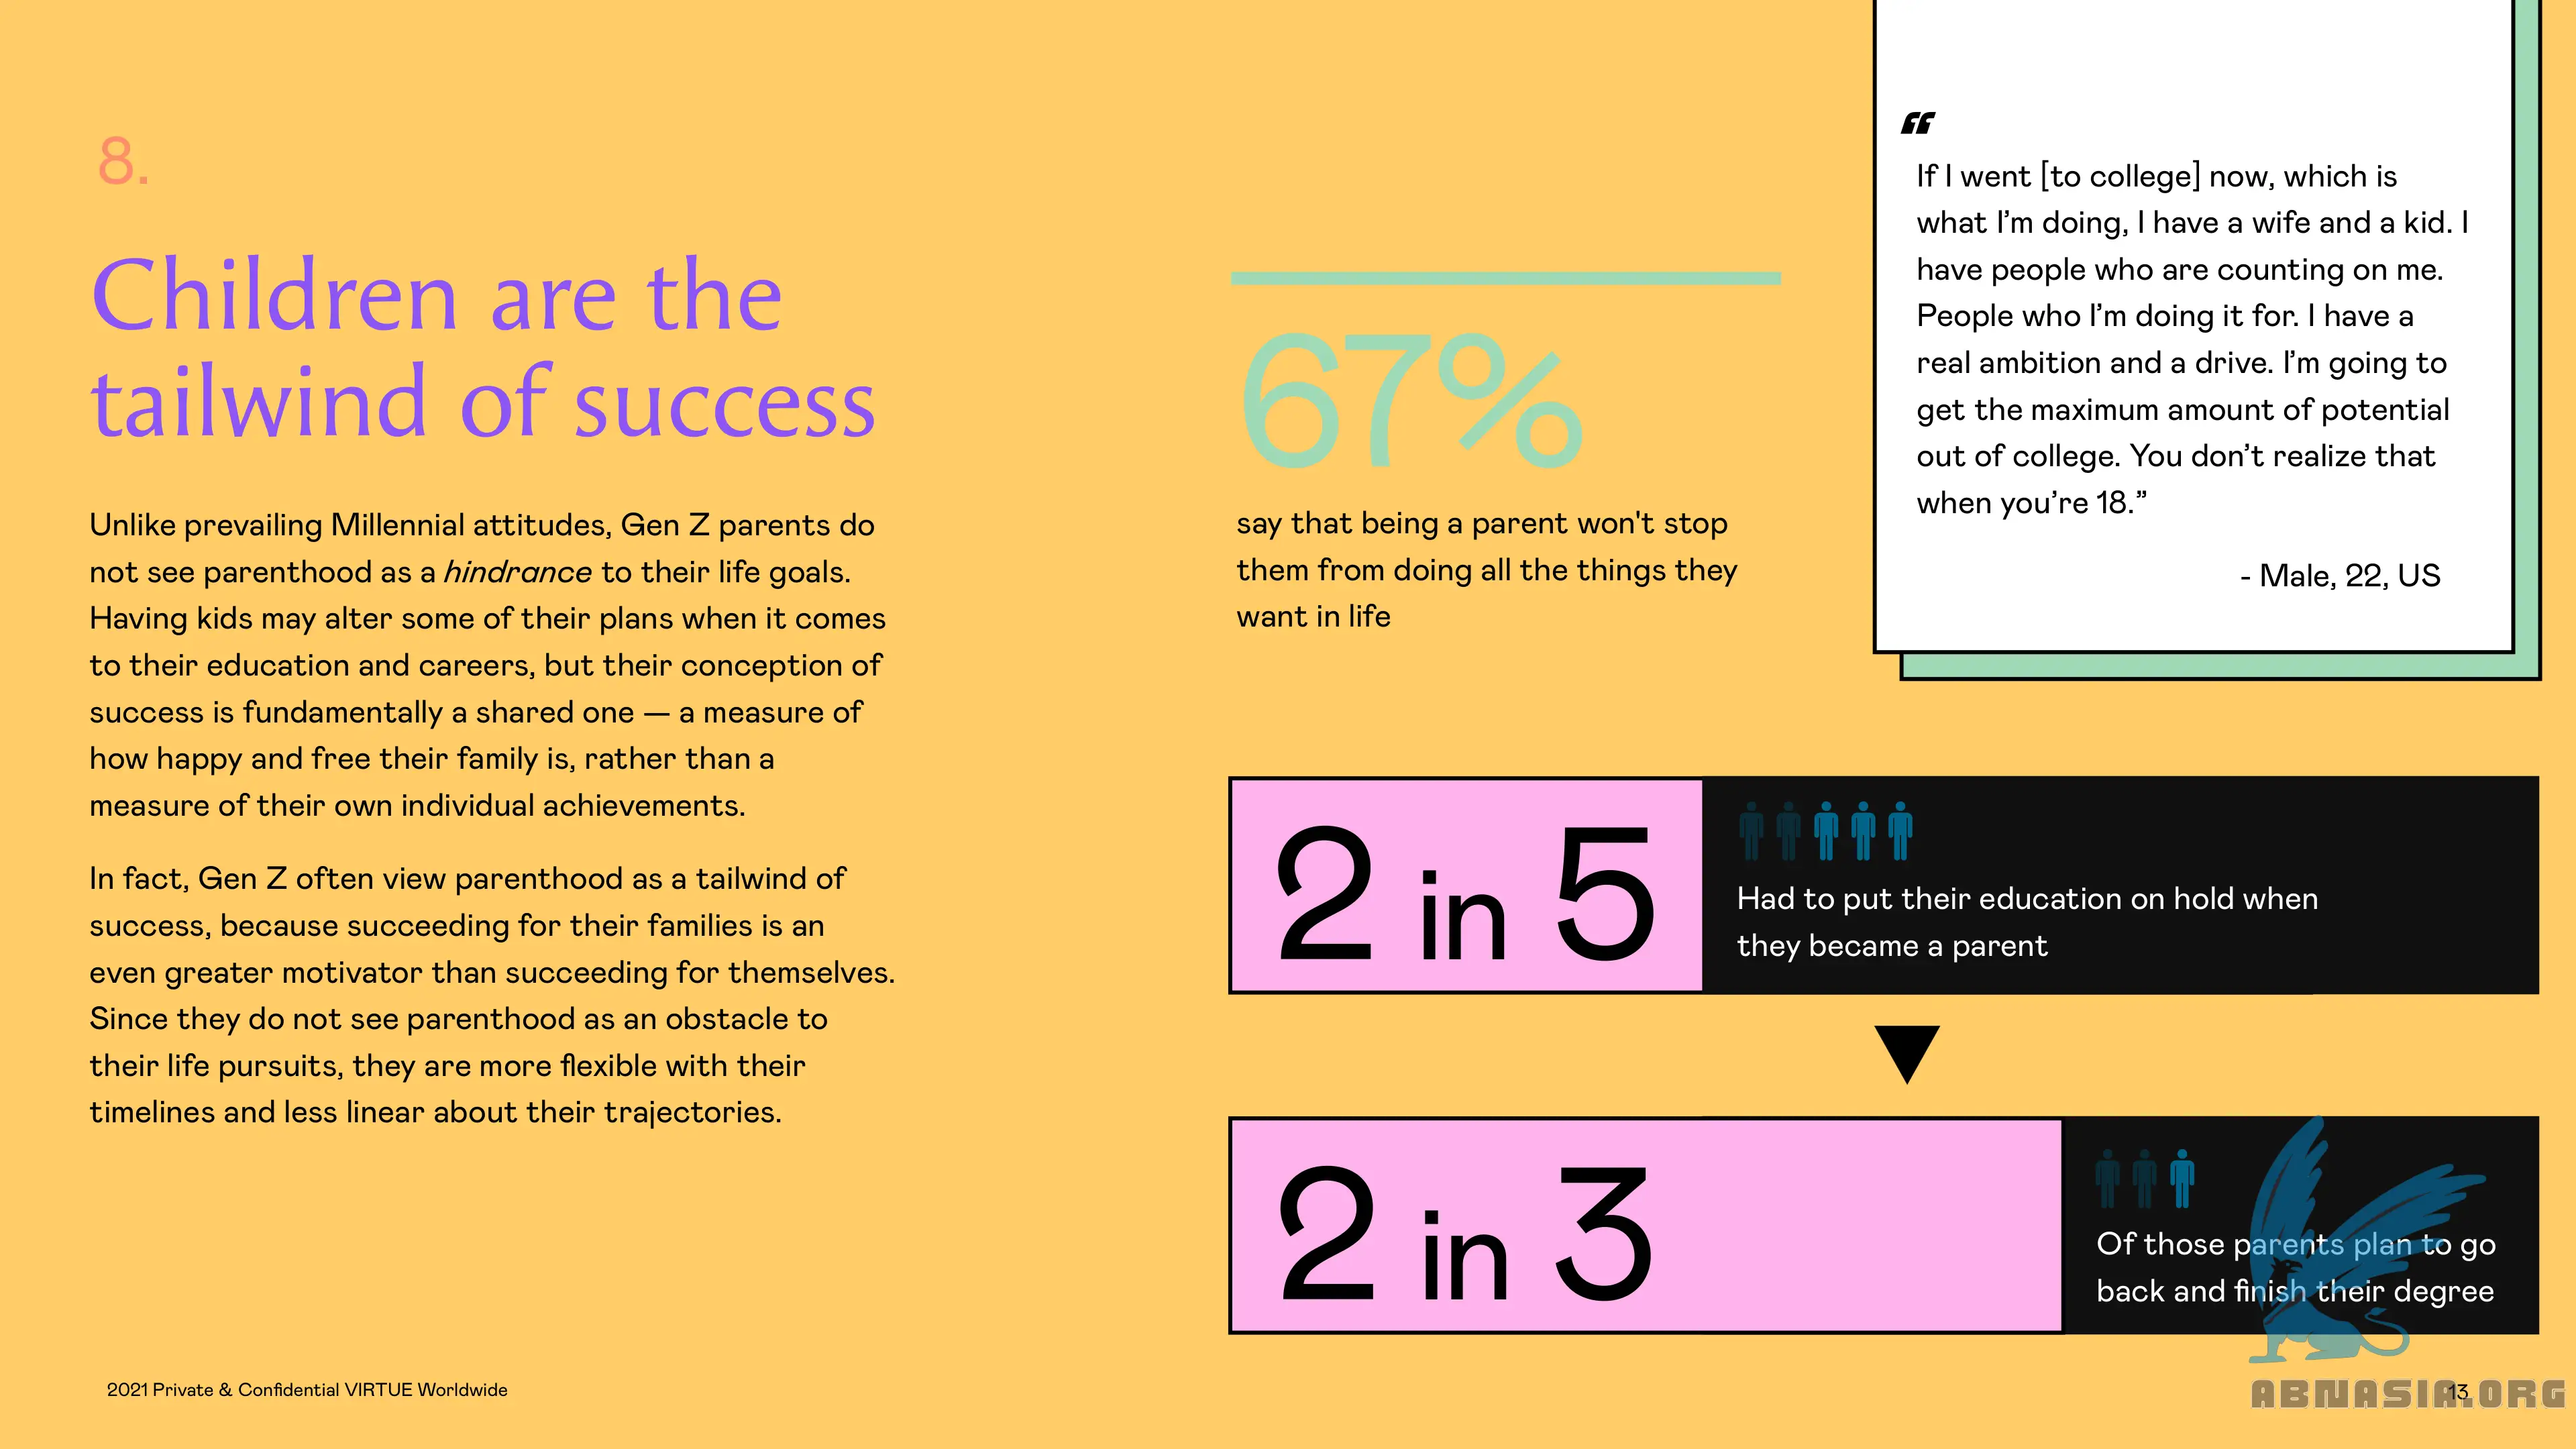 8.
Children are the
tailwind of success
Unlike prevailing Millennial attitudes, Gen Z parents do
not see parenthood as a hindrance to their life goals.
Having kids may alter some of their plans when it comes
to their education and careers, but their conception of
success is fundamentally a shared one — a measure of
how happy and free their family is, rather than a
measure of their own individual achievements.
In fact, Gen Z often view parenthood as a tailwind of
success, because succeeding for their families is an
even greater motivator than succeeding for themselves.
Since they do not see parenthood as an obstacle to
their life pursuits, they are more flexible with their
timelines and less linear about their trajectories.
67%
say that being a parent won't stop
them from doing all the things they
want in life
“
If I went [to college] now, which is
what I’m doing, I have a wife and a kid. I
have people who are counting on me.
People who I’m doing it for. I have a
real ambition and a drive. I’m going to
get the maximum amount of potential
out of college. You don’t realize that
when you’re 18.”
- Male, 22, US
2 in 5
Had to put their education on hold when
they became a parent
2 in 3
Of those parents plan to go
back and finish their degree
2021 Private & Confidential VIRTUE Worldwide
13
ABNASIA.ORG